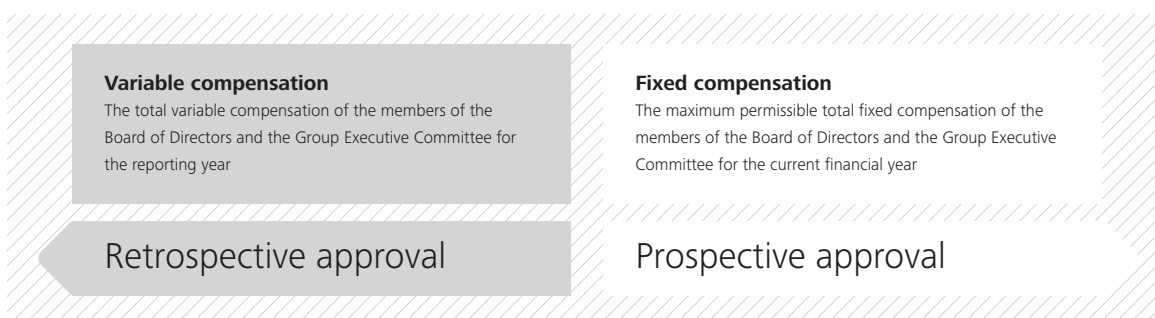 Variable compensation
The total variable compensation of the members of the
Board of Directors and the Group Executive Committee for
the reporting year
Retrospective approval
Fixed compensation
The maximum permissible total fixed compensation of the
members of the Board of Directors and the Group Executive
Committee for the current financial year
Prospective approval